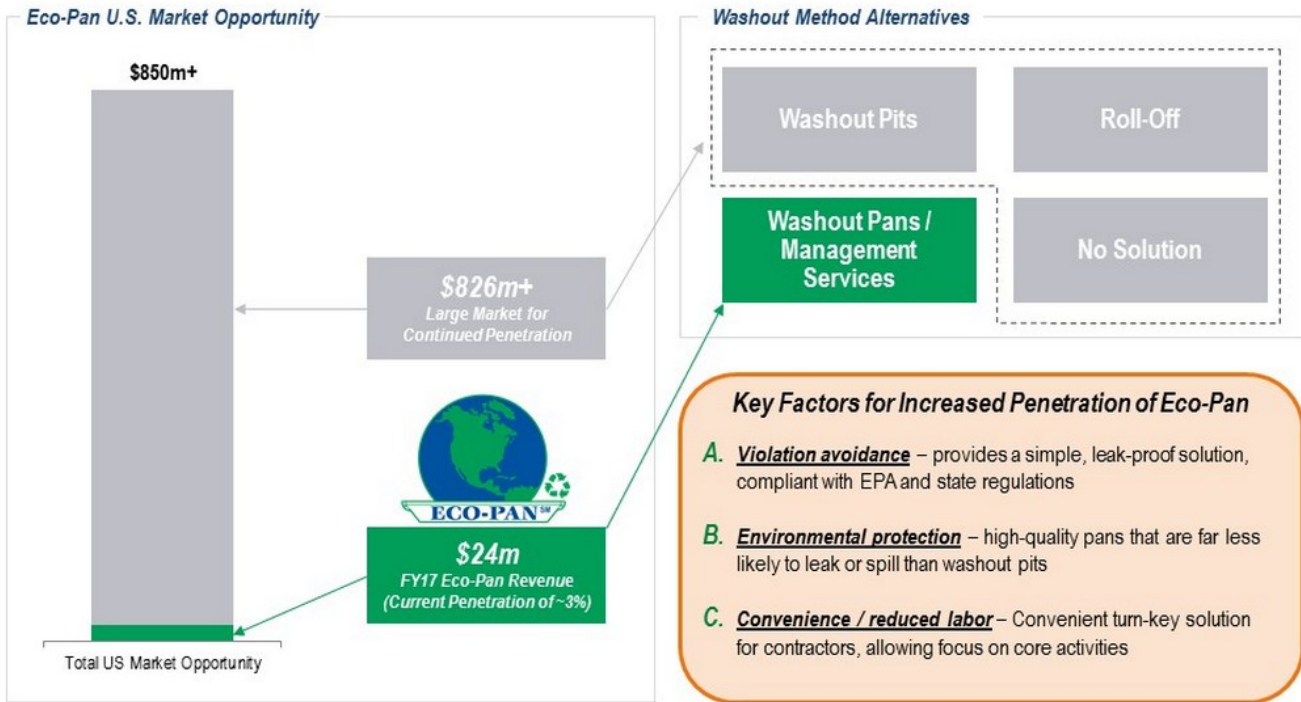 Eco-Pan U.S. Market Opportunity
$850m+
$826m+
Large Market for
Continued Penetration
ECO-PAN SM
$24m
FY17 Eco-Pan Revenue
(Current Penetration of ~3%)
Total US Market Opportunity
Washout Method Alternatives
Washout Pits
Roll-Off
Washout Pans /
Management
Services
No Solution
Key Factors for Increased Penetration of Eco-Pan
A. Violation avoidance – provides a simple, leak-proof solution,
compliant with EPA and state regulations
B. Environmental protection – high-quality pans that are far less
likely to leak or spill than washout pits
C. Convenience / reduced labor – Convenient turn-key solution
for contractors, allowing focus on core activities